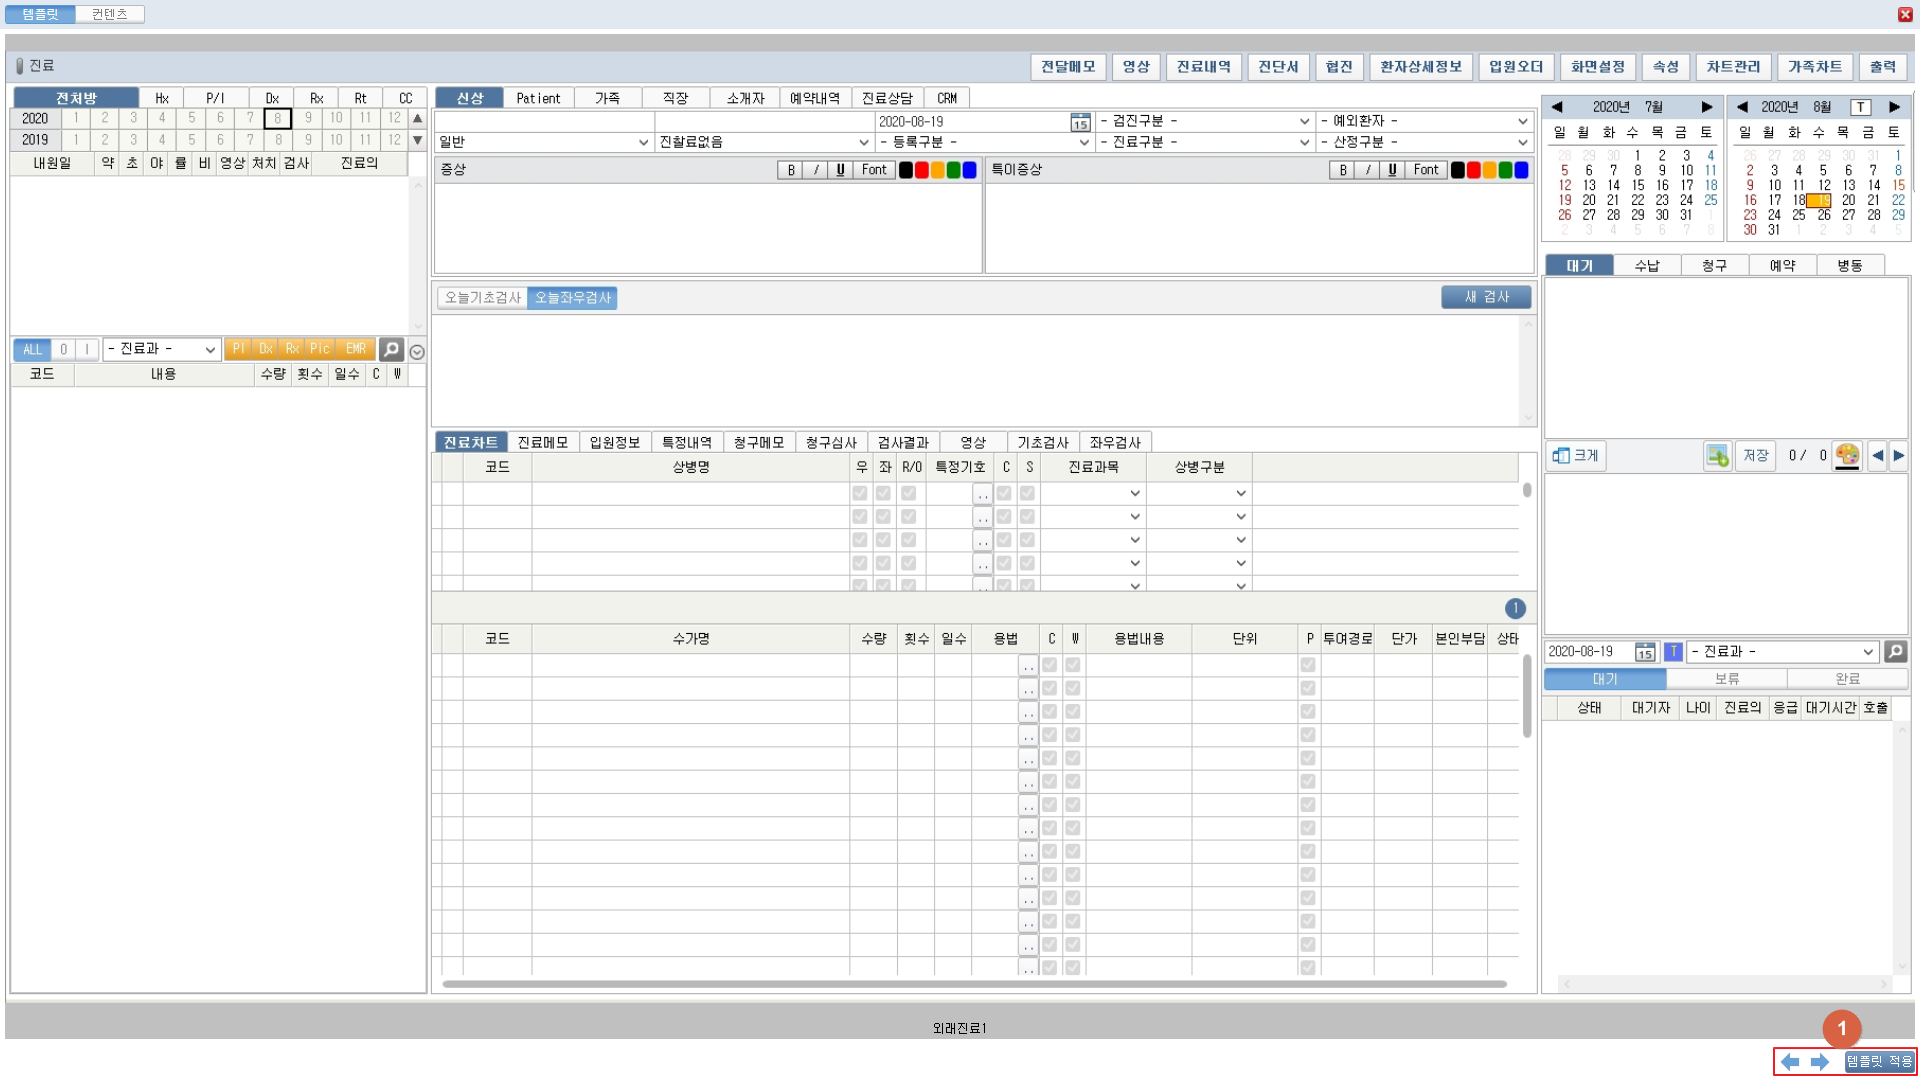 템플릿 컨텐츠
진료
전달메모 영상 진료내역 진단서 협진 환자상세정보 입원오더 화면설정 속성 차트관리 가족차트 출력
전처방 Hx P/I Dx Rx Rt CC
2020 1 2 3 4 5 6 7 8 9 10 11 12
2019 1 2 3 4 5 6 7 8 9 10 11 12
내원일 약 초 야 률 비 영상 처치 검사 진료의
ALL O I - 진료과 - PI Dx Rx Pic EMR
코드 내용 수량 횟수 일수 C W
신상 Patient 가족 직장 소개자 예약내역 진료상담 CRM
2020-08-19 15 - 검진구분 - - 예외환자 -
일반 진찰료없음 - 등록구분 - - 진료구분 - - 산정구분 -
증상 B / U Font
특이증상 B / U Font
오늘기초검사 오늘좌우검사 새 검사
진료차트 진료메모 입원정보 특정내역 청구메모 청구심사 검사결과 영상 기초검사 좌우검사
코드 상병명 우 좌 R/O 특정기호 C S 진료과목 상병구분
..
..
..
..
..
1
코드 수가명 수량 횟수 일수 용법 C W 용법내용 단위 P 투여경로 단가 본인부담 상태
..
..
..
..
..
..
..
..
..
..
..
..
..
..
2020년 7월
일 월 화 수 목 금 토
28 29 30 1 2 3 4
5 6 7 8 9 10 11
12 13 14 15 16 17 18
19 20 21 22 23 24 25
26 27 28 29 30 31 1
2 3 4 5 6 7 8
2020년 8월 T
일 월 화 수 목 금 토
26 27 28 29 30 31 1
2 3 4 5 6 7 8
9 10 11 12 13 14 15
16 17 18 19 20 21 22
23 24 25 26 27 28 29
30 31 1 2 3 4 5
대기 수납 청구 예약 병동
크게 저장 0 / 0
2020-08-19 15 T - 진료과 -
대기 보류 완료
상태 대기자 나이 진료의 응급 대기시간 호출
외래진료1
1
템플릿 적용